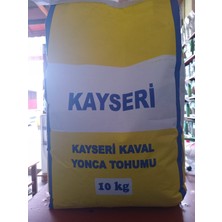 KAYSERİ
KAYSERİ KAVAL
YONCA TOHUMU
10 kg